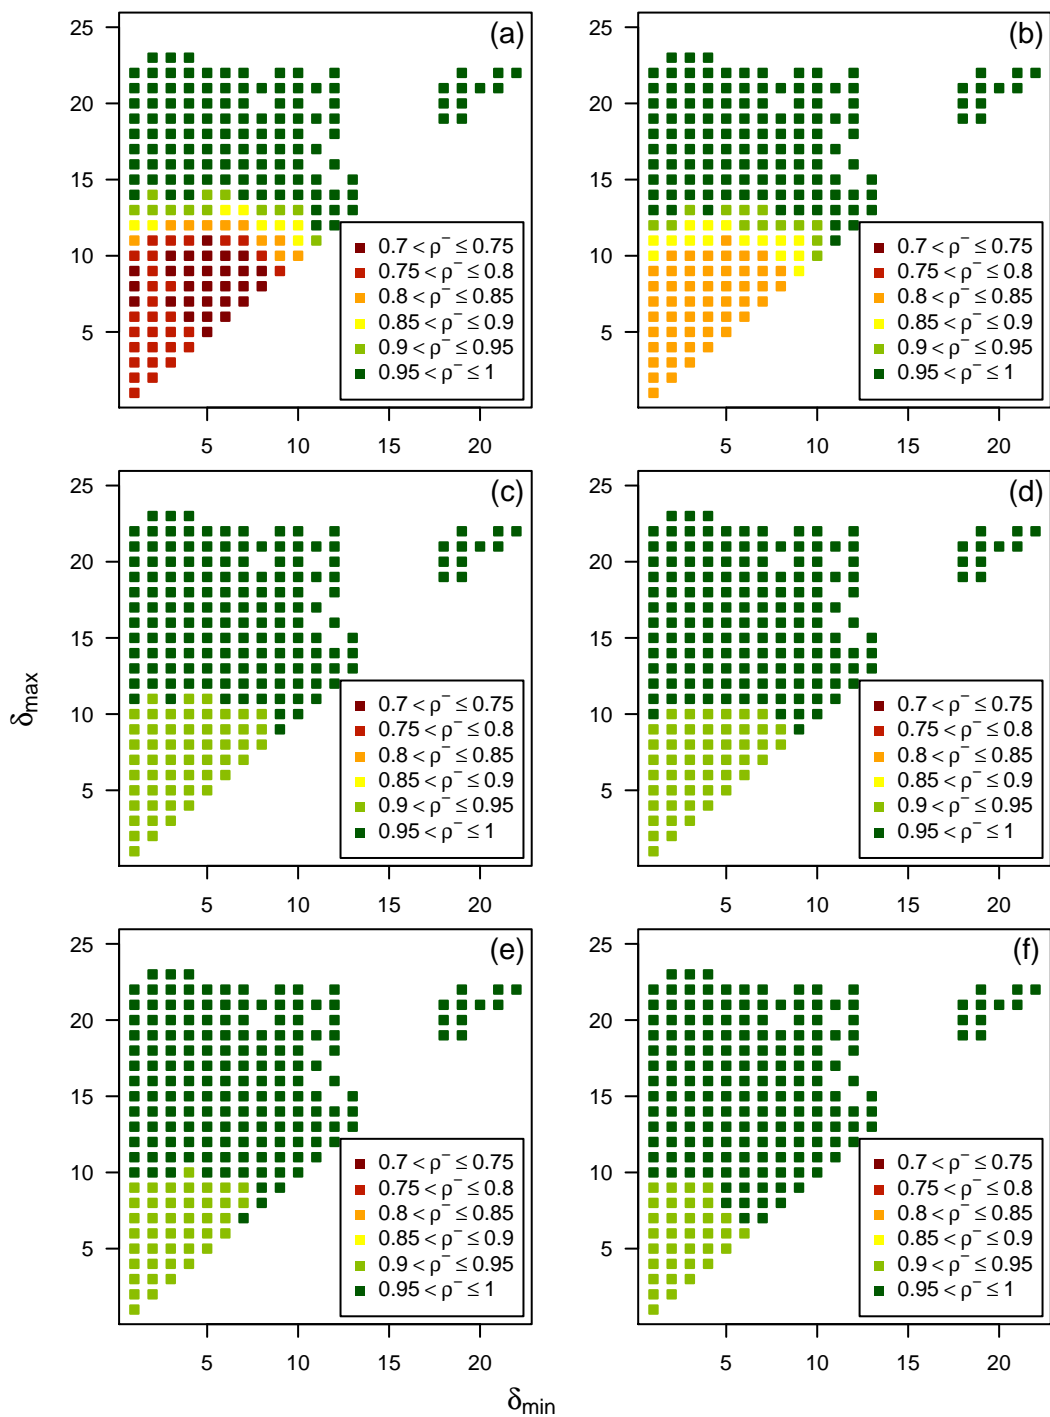 (a)
25
20
15
10
5
0.7 < ρ⁻ ≤ 0.75
0.75 < ρ⁻ ≤ 0.8
0.8 < ρ⁻ ≤ 0.85
0.85 < ρ⁻ ≤ 0.9
0.9 < ρ⁻ ≤ 0.95
0.95 < ρ⁻ ≤ 1
5 10 15 20
(b)
25
20
15
10
5
0.7 < ρ⁻ ≤ 0.75
0.75 < ρ⁻ ≤ 0.8
0.8 < ρ⁻ ≤ 0.85
0.85 < ρ⁻ ≤ 0.9
0.9 < ρ⁻ ≤ 0.95
0.95 < ρ⁻ ≤ 1
5 10 15 20
δmax
(c)
25
20
15
10
5
0.7 < ρ⁻ ≤ 0.75
0.75 < ρ⁻ ≤ 0.8
0.8 < ρ⁻ ≤ 0.85
0.85 < ρ⁻ ≤ 0.9
0.9 < ρ⁻ ≤ 0.95
0.95 < ρ⁻ ≤ 1
5 10 15 20
(d)
25
20
15
10
5
0.7 < ρ⁻ ≤ 0.75
0.75 < ρ⁻ ≤ 0.8
0.8 < ρ⁻ ≤ 0.85
0.85 < ρ⁻ ≤ 0.9
0.9 < ρ⁻ ≤ 0.95
0.95 < ρ⁻ ≤ 1
5 10 15 20
(e)
25
20
15
10
5
0.7 < ρ⁻ ≤ 0.75
0.75 < ρ⁻ ≤ 0.8
0.8 < ρ⁻ ≤ 0.85
0.85 < ρ⁻ ≤ 0.9
0.9 < ρ⁻ ≤ 0.95
0.95 < ρ⁻ ≤ 1
5 10 15 20
(f)
25
20
15
10
5
0.7 < ρ⁻ ≤ 0.75
0.75 < ρ⁻ ≤ 0.8
0.8 < ρ⁻ ≤ 0.85
0.85 < ρ⁻ ≤ 0.9
0.9 < ρ⁻ ≤ 0.95
0.95 < ρ⁻ ≤ 1
5 10 15 20
δmin